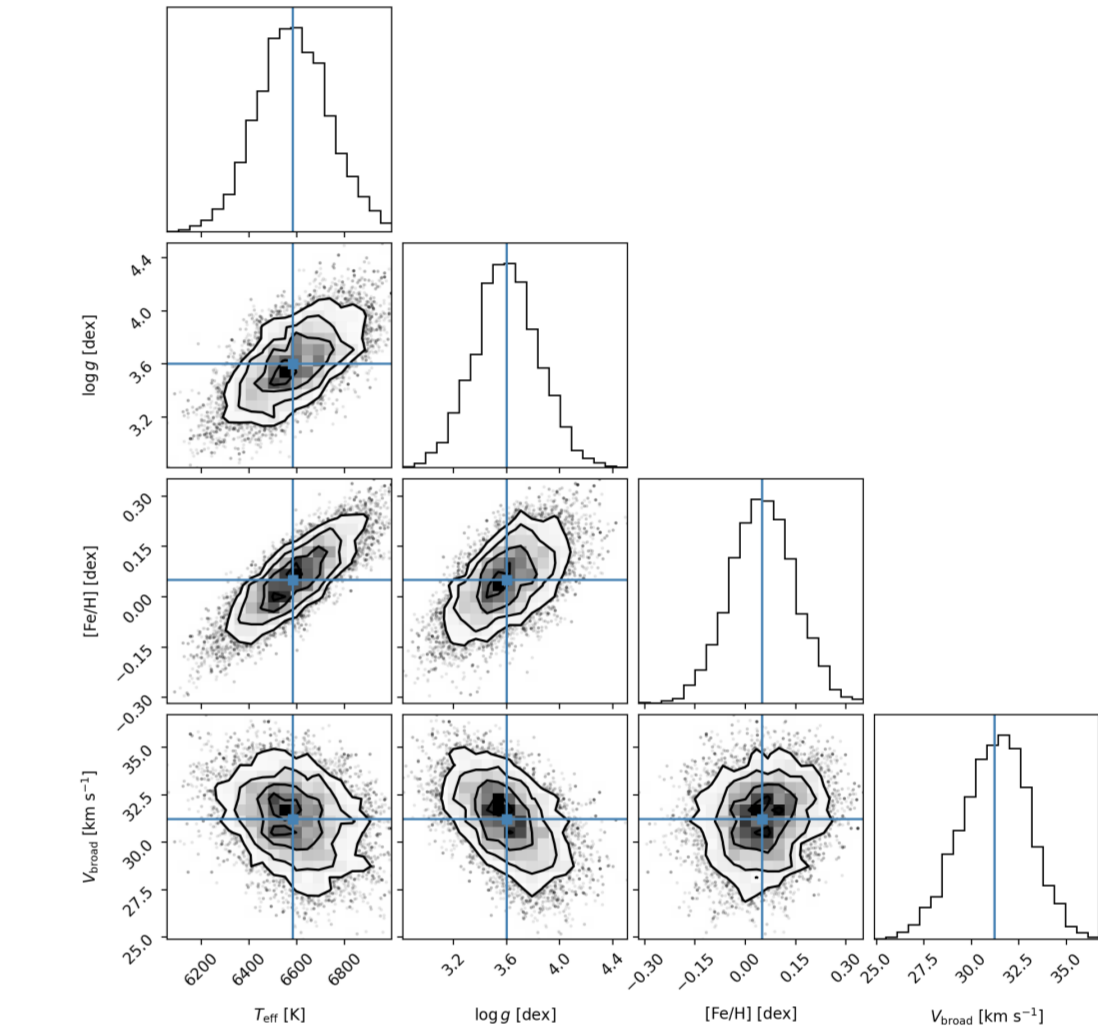 4.4
4.0
3.6
3.2
log g [dex]
0.30
0.15
0.00
−0.15
−0.30
[Fe/H] [dex]
35.0
32.5
30.0
27.5
25.0
V_broad [km s⁻¹]
6200 6400 6600 6800
T_eff [K]
3.2 3.6 4.0 4.4
log g [dex]
−0.30 −0.15 0.00 0.15 0.30
[Fe/H] [dex]
25.0 27.5 30.0 32.5 35.0
V_broad [km s⁻¹]